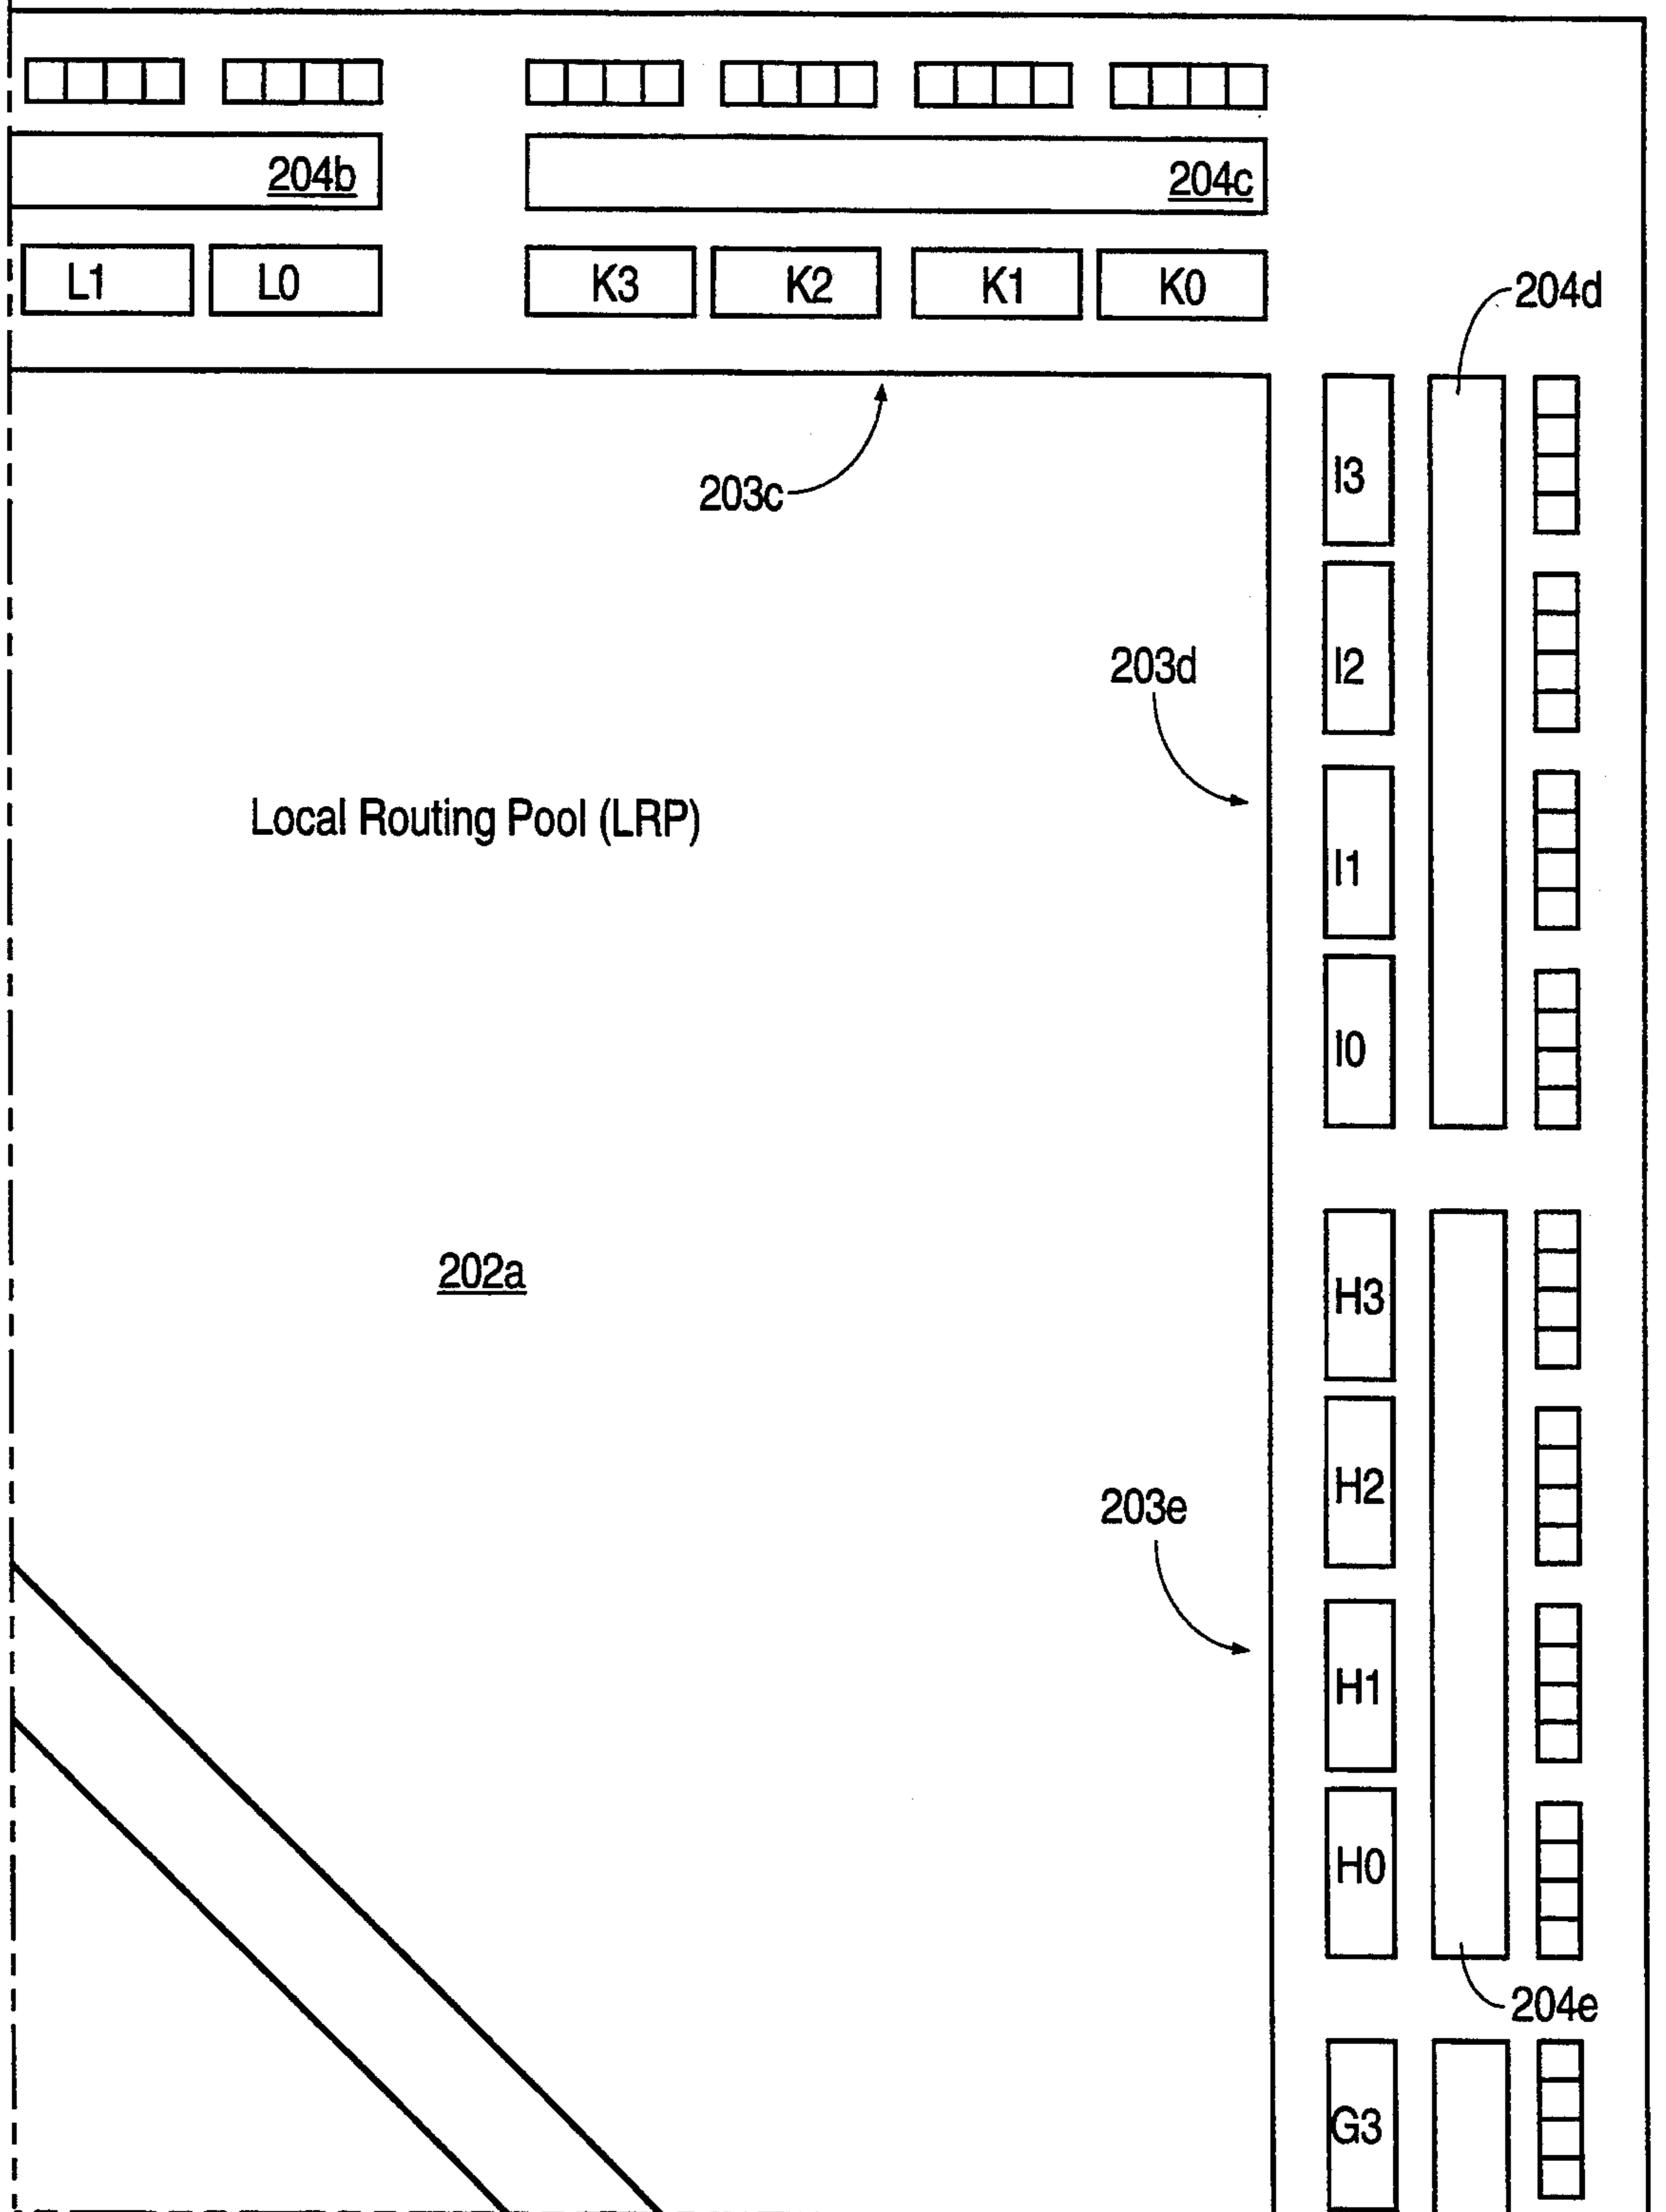 204b
204c
L1
L0
K3
K2
K1
K0
204d
203c
I3
203d
I2
Local Routing Pool (LRP)
I1
I0
202a
H3
203e
H2
H1
H0
204e
G3